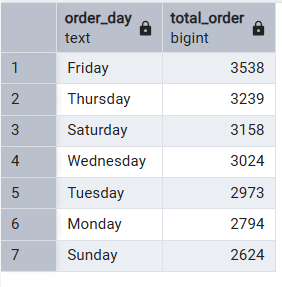 order_day total_order
text bigint
1 Friday 3538
2 Thursday 3239
3 Saturday 3158
4 Wednesday 3024
5 Tuesday 2973
6 Monday 2794
7 Sunday 2624